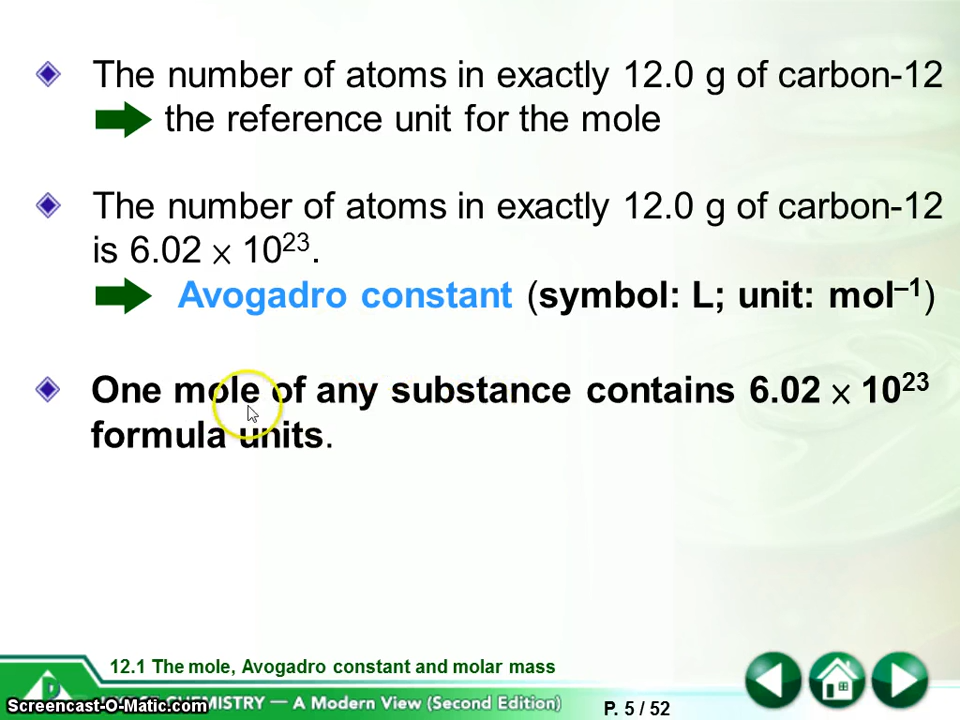 The number of atoms in exactly 12.0 g of carbon-12
the reference unit for the mole
The number of atoms in exactly 12.0 g of carbon-12
is 6.02 × 10²³.
Avogadro constant (symbol: L; unit: mol⁻¹)
One mole of any substance contains 6.02 × 10²³
formula units.
12.1 The mole, Avogadro constant and molar mass
CHEMISTRY — A Modern View (Second Edition)
Screencast-O-Matic.com
P. 5 / 52